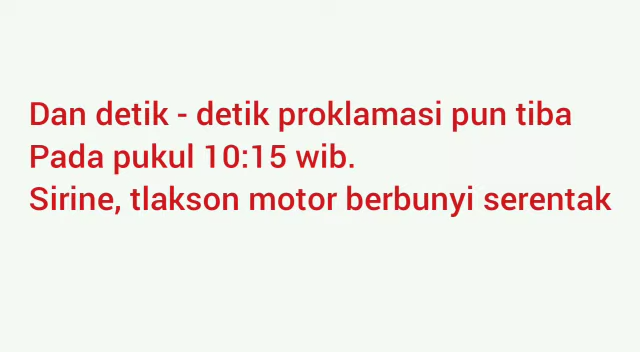 Dan detik - detik proklamasi pun tiba
Pada pukul 10:15 wib.
Sirine, tlakson motor berbunyi serentak